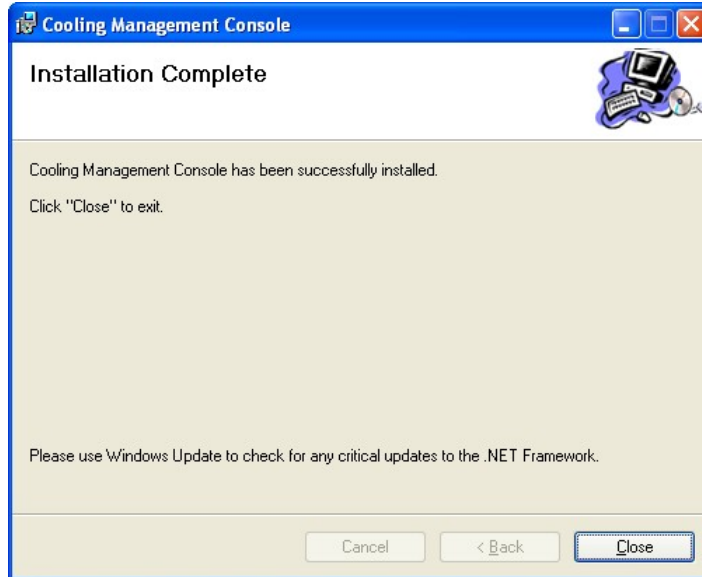 Cooling Management Console
Installation Complete
Cooling Management Console has been successfully installed.
Click "Close" to exit.
Please use Windows Update to check for any critical updates to the .NET Framework.
Cancel
< Back
Close